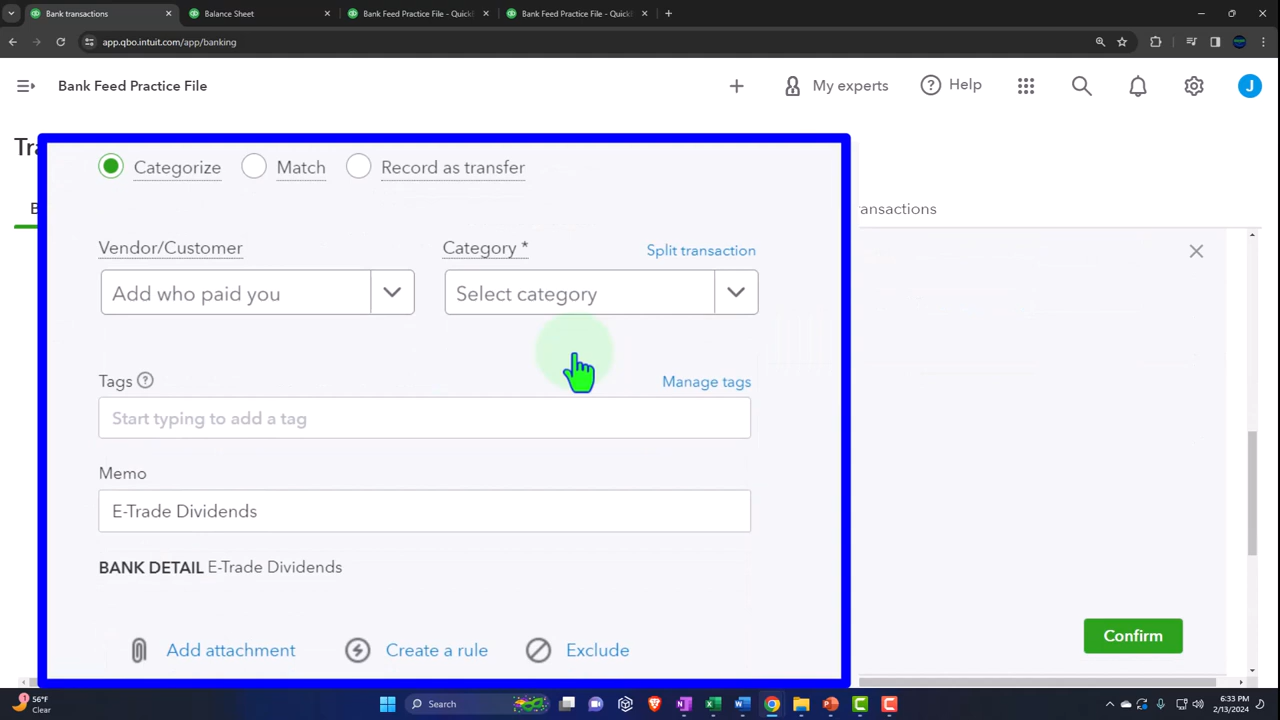 Bank transactions
Balance Sheet
Bank Feed Practice File - Quick
Bank Feed Practice File - Quick
app.qbo.intuit.com/app/banking
Bank Feed Practice File
My experts
Help
J
Tra
B
ransactions
Categorize
Match
Record as transfer
Vendor/Customer
Category *
Split transaction
Add who paid you
Select category
Tags
Manage tags
Start typing to add a tag
Memo
E-Trade Dividends
BANK DETAIL E-Trade Dividends
Add attachment
Create a rule
Exclude
Confirm
56°F
Clear
Search
6:33 PM
2/13/2024